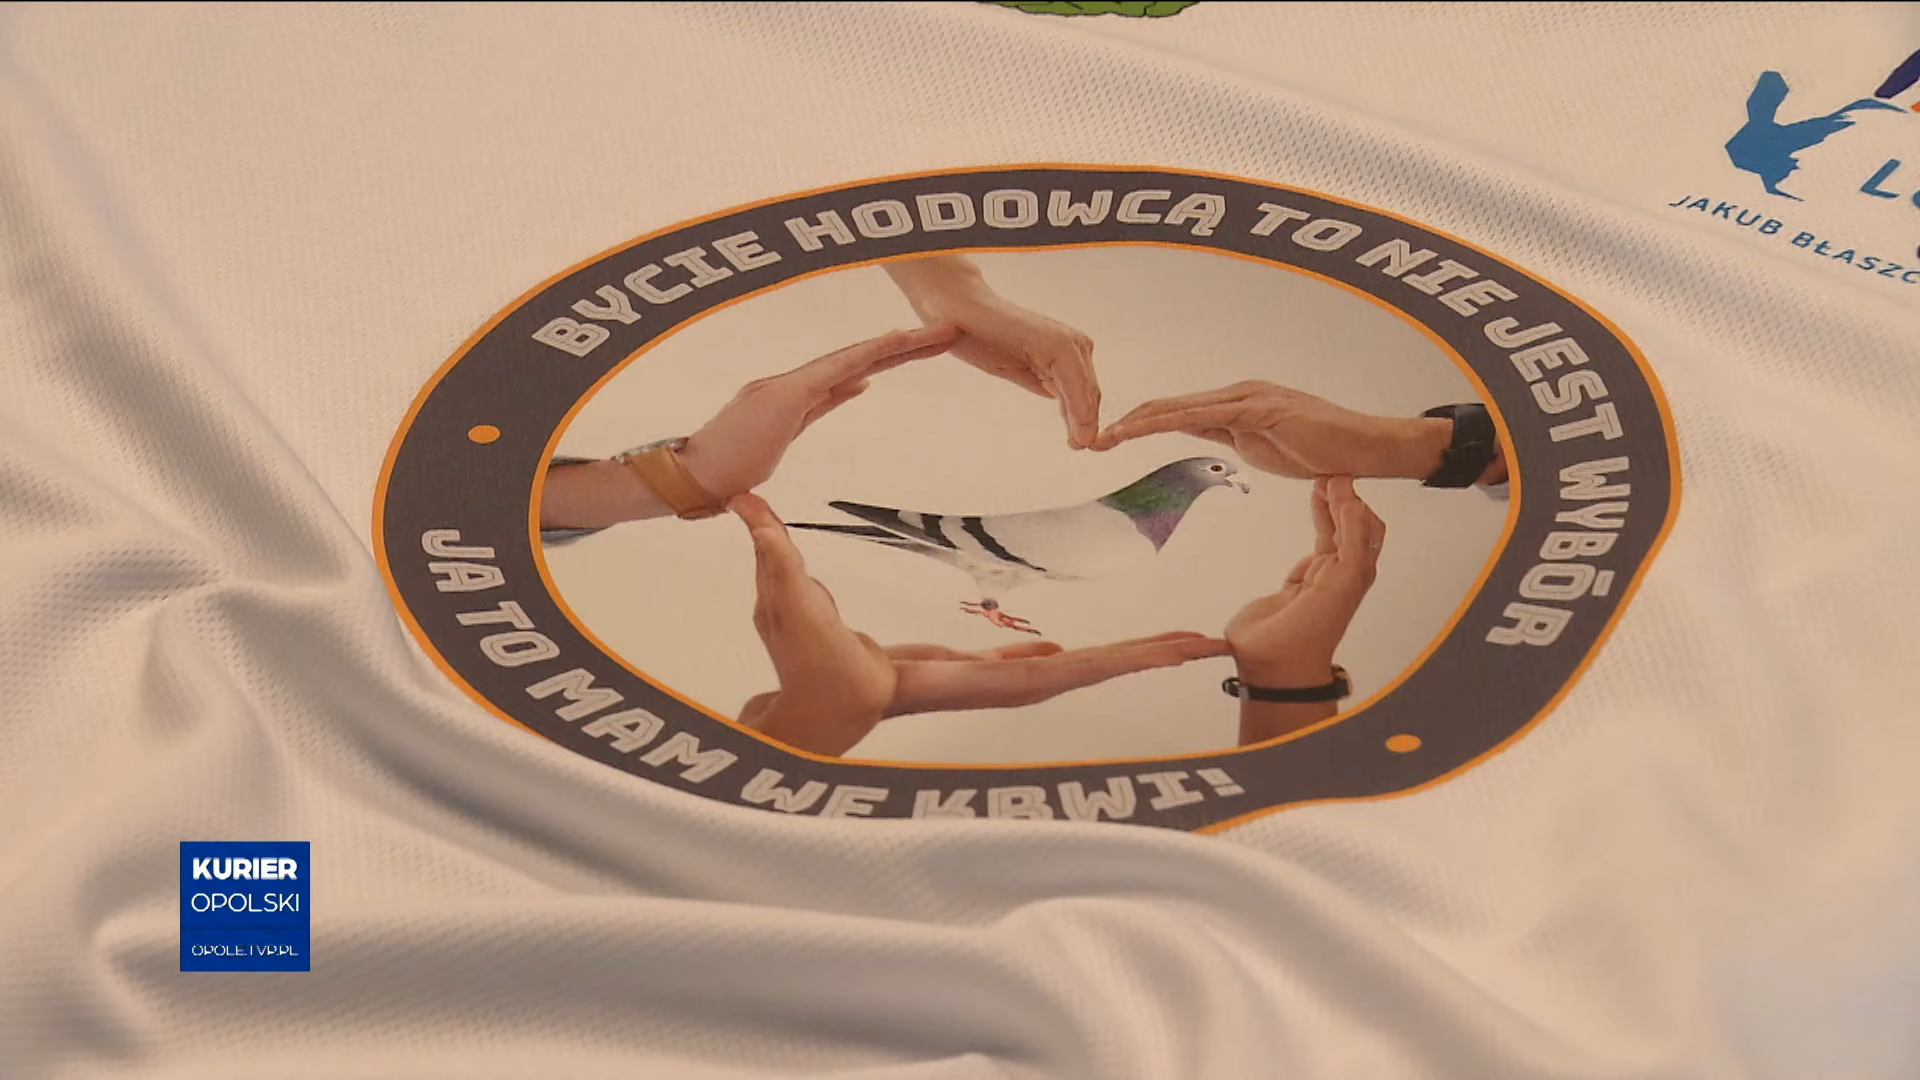 BYCIE HODOWCĄ TO NIE JEST WYBÓR
JA TO MAM WE KRWI!
JAKUB BŁASZC
KURIER
OPOLSKI
OPOLE.TVP.PL